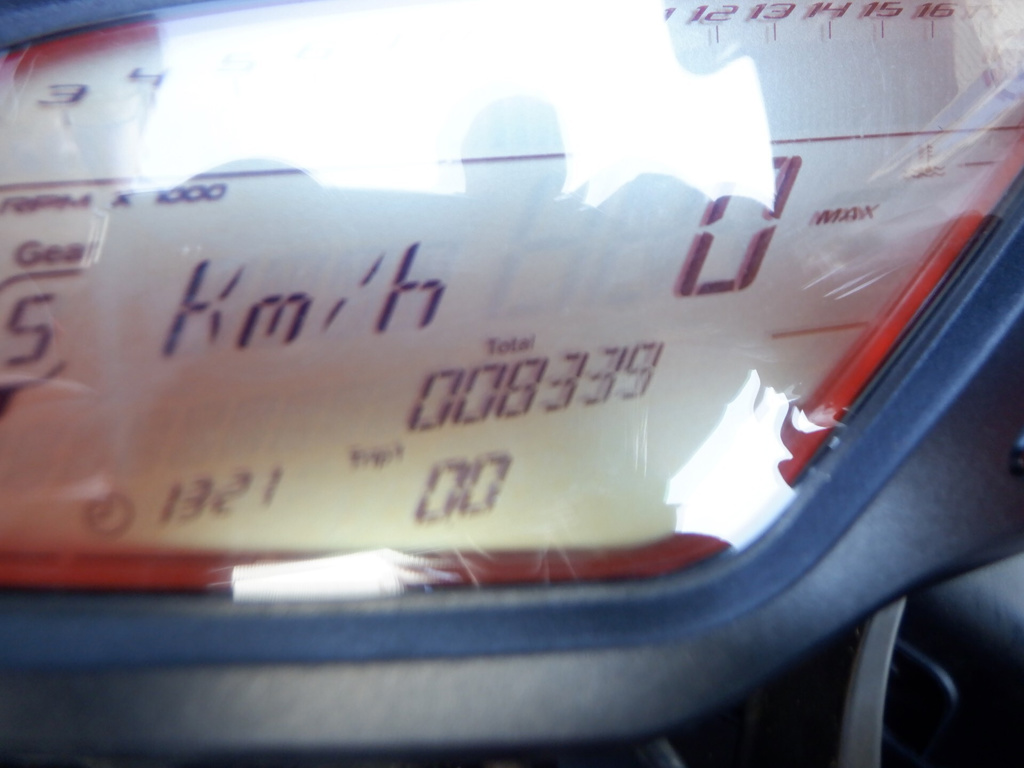 3 4 5 12 13 14 15 16
RPM x 1000
Gear
0 MAX
5 Km/h
Total
008339
Trip1
1321 00